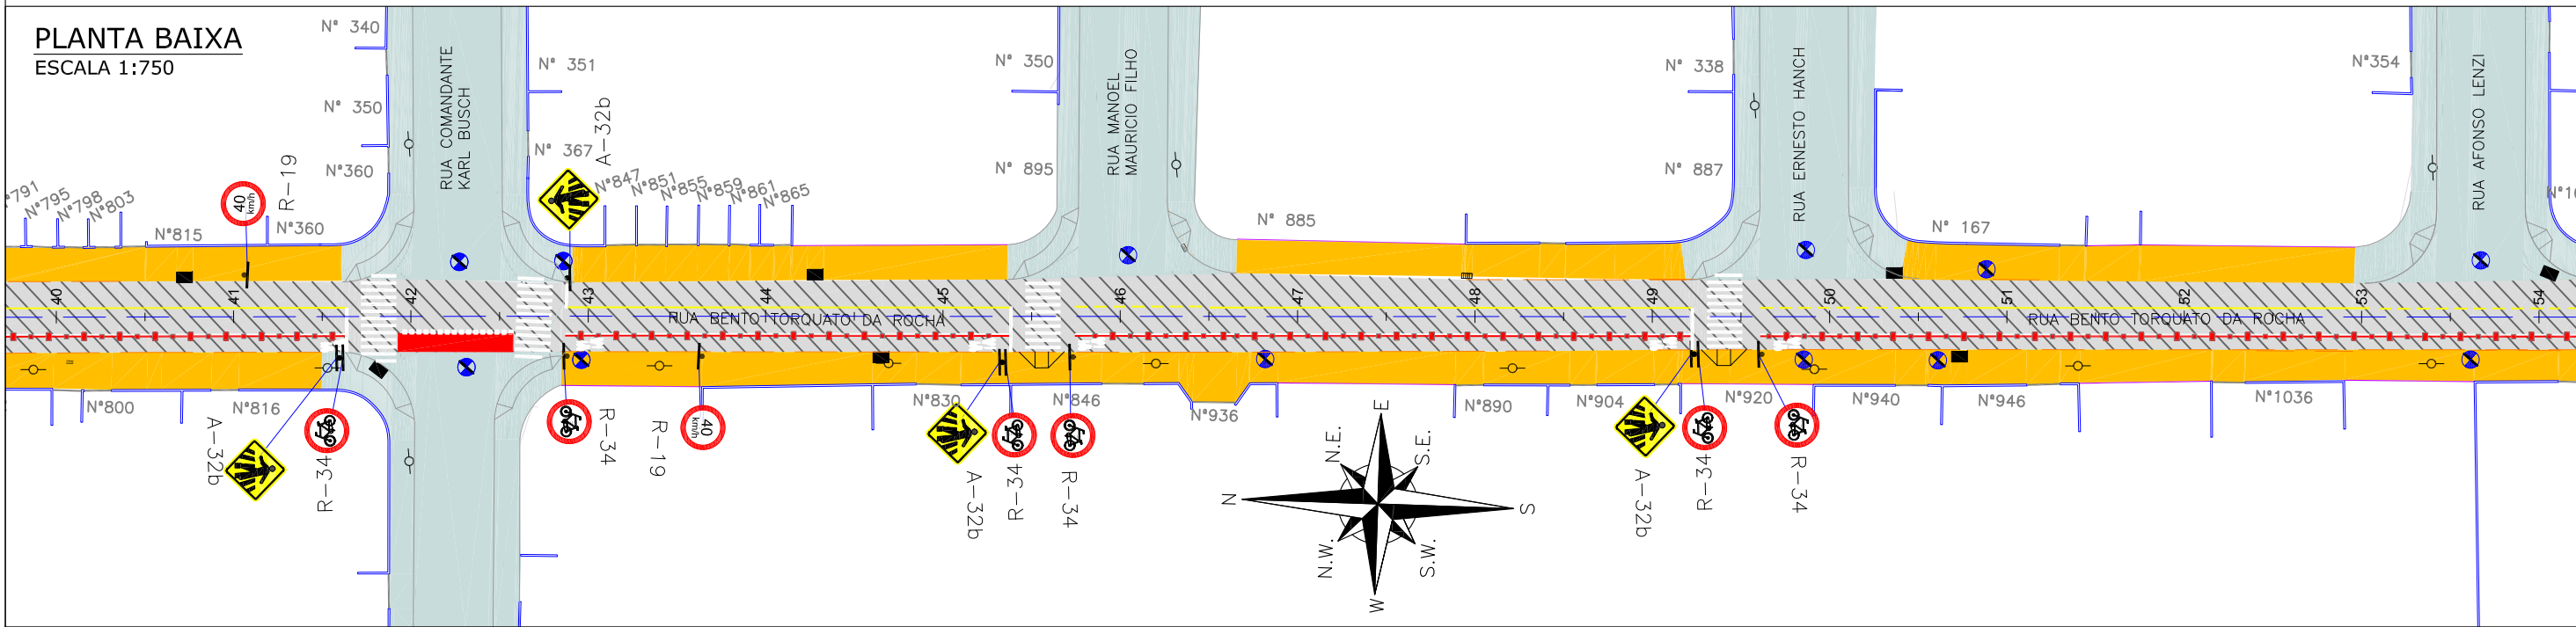 PLANTA BAIXA
ESCALA 1:750
N° 340
N° 350
N°360
RUA COMANDANTE
KARL BUSCH
N° 351
N° 367
A-32b
N° 350
N° 895
RUA MANOEL
MAURICIO FILHO
N° 885
N° 338
N° 887
RUA ERNESTO HANCH
N° 167
N°354
RUA AFONSO LENZI
N°795
N°798
N°803
N°815
40
km/h
R-19
N°360
N°847
N°851
N°855
N°859
N°861
N°865
40
41
42
43
44
45
46
47
48
49
50
51
52
53
54
RUA BENTO TORQUATO DA ROCHA
RUA BENTO TORQUATO DA ROCHA
N°800
N°816
A-32b
R-34
R-34
R-19
40
km/h
N°830
A-32b
R-34
N°846
R-34
N°936
N°890
N°904
A-32b
R-34
N°920
R-34
N°940
N°946
N°1036
E
N.E.
S.E.
N
S
N.W.
S.W.
W